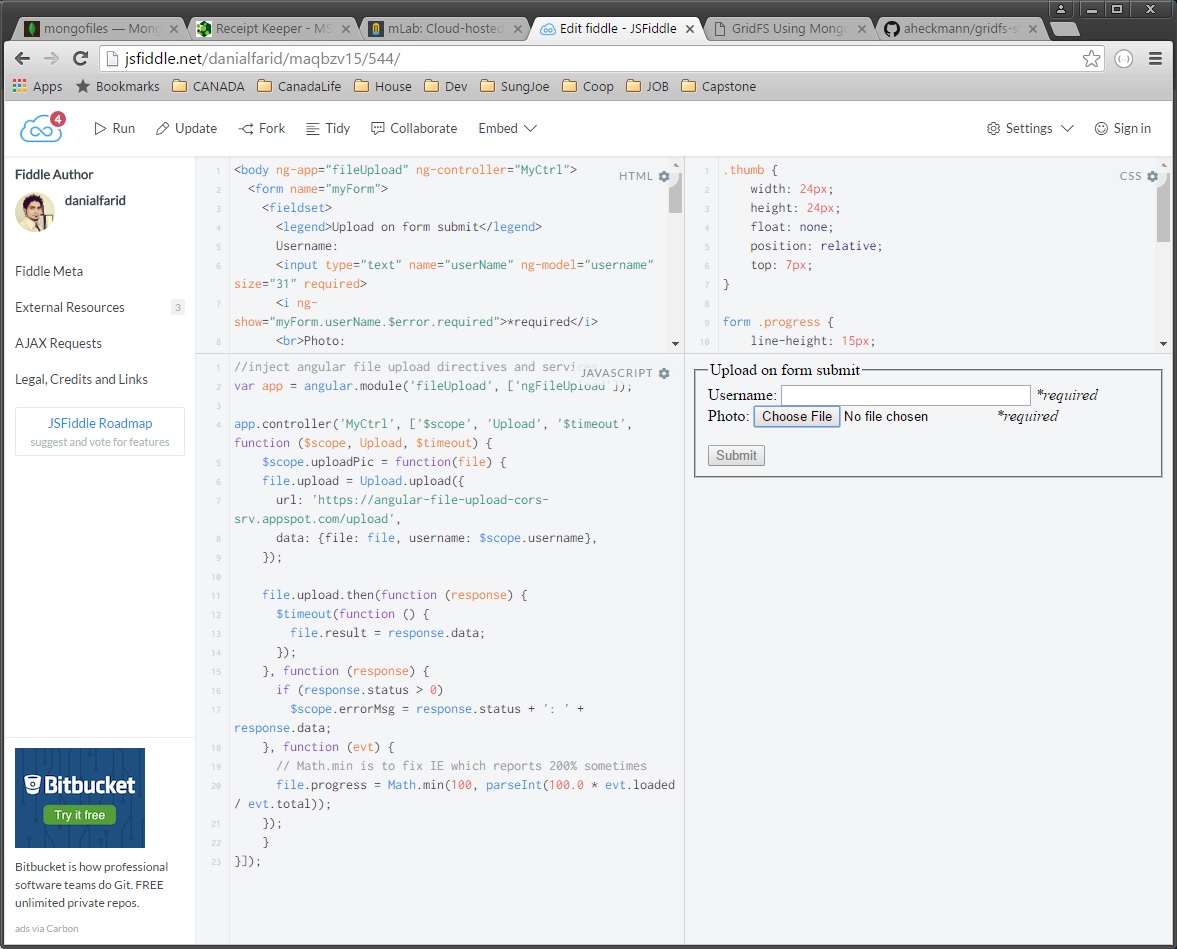 mongofiles — Mong
Receipt Keeper - MS
mLab: Cloud-hosted
Edit fiddle - JSFiddle
GridFS Using Mongo
aheckmann/gridfs-s
jsfiddle.net/danialfarid/maqbzv15/544/
Apps Bookmarks CANADA CanadaLife House Dev SungJoe Coop JOB Capstone
4
Run Update Fork Tidy Collaborate Embed Settings Sign in
Fiddle Author
danialfarid
Fiddle Meta
External Resources 3
AJAX Requests
Legal, Credits and Links
JSFiddle Roadmap
suggest and vote for features
Bitbucket
Try it free
Bitbucket is how professional
software teams do Git. FREE
unlimited private repos.
ads via Carbon
HTML
1 <body ng-app="fileUpload" ng-controller="MyCtrl">
2 <form name="myForm">
3 <fieldset>
4 <legend>Upload on form submit</legend>
5 Username:
6 <input type="text" name="userName" ng-model="username"
size="31" required>
7 <i ng-
show="myForm.userName.$error.required">*required</i>
8 <br>Photo:
CSS
1 .thumb {
2 width: 24px;
3 height: 24px;
4 float: none;
5 position: relative;
6 top: 7px;
7 }
8
9 form .progress {
10 line-height: 15px;
JAVASCRIPT
1 //inject angular file upload directives and servic
2 var app = angular.module('fileUpload', ['ngFileUpload']);
3
4 app.controller('MyCtrl', ['$scope', 'Upload', '$timeout',
function ($scope, Upload, $timeout) {
5 $scope.uploadPic = function(file) {
6 file.upload = Upload.upload({
7 url: 'https://angular-file-upload-cors-
srv.appspot.com/upload',
8 data: {file: file, username: $scope.username},
9 });
10
11 file.upload.then(function (response) {
12 $timeout(function () {
13 file.result = response.data;
14 });
15 }, function (response) {
16 if (response.status > 0)
17 $scope.errorMsg = response.status + ': ' +
response.data;
18 }, function (evt) {
19 // Math.min is to fix IE which reports 200% sometimes
20 file.progress = Math.min(100, parseInt(100.0 * evt.loaded
/ evt.total));
21 });
22 }
23 }]);
Upload on form submit
Username: *required
Photo: Choose File No file chosen *required
Submit